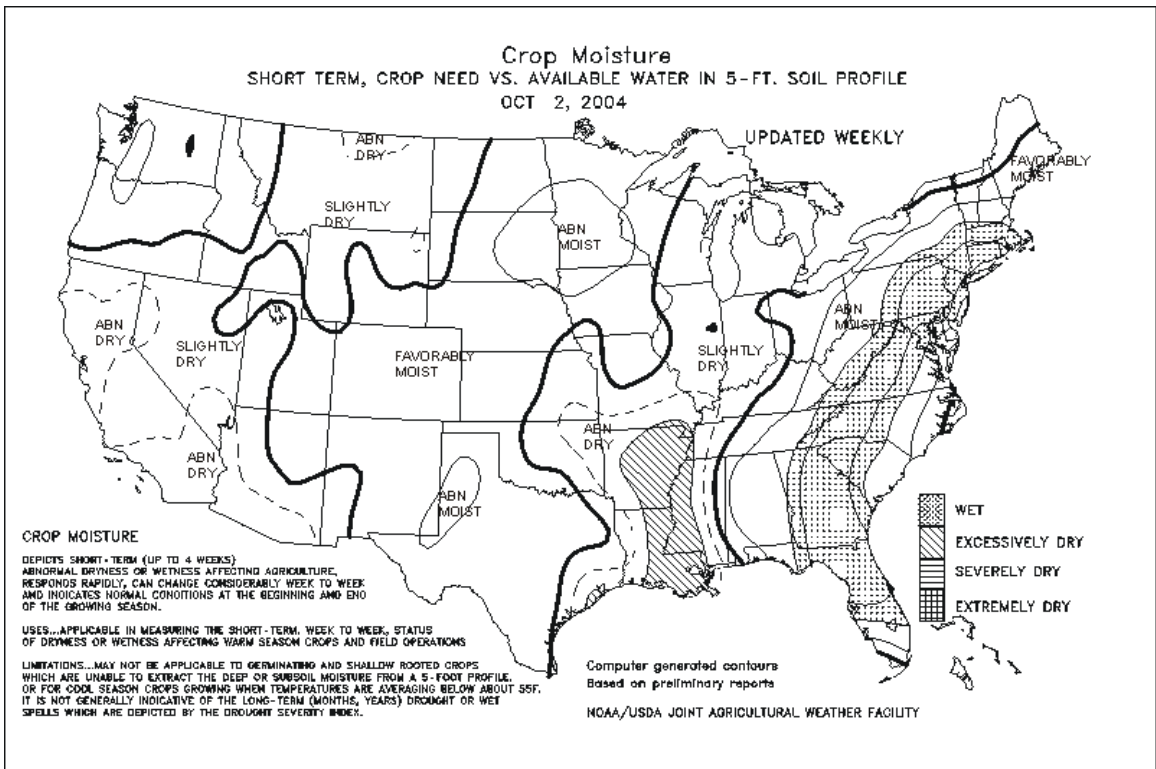 Crop Moisture
SHORT TERM, CROP NEED VS. AVAILABLE WATER IN 5-FT. SOIL PROFILE
OCT 2, 2004
UPDATED WEEKLY
ABN
DRY
FAVORABLY
MOIST
SLIGHTLY
DRY
ABN
MOIST
ABN
DRY
SLIGHTLY
DRY
FAVORABLY
MOIST
SLIGHTLY
DRY
ABN
MOIST
ABN
DRY
ABN
DRY
ABN
MOIST
WET
EXCESSIVELY DRY
SEVERELY DRY
EXTREMELY DRY
CROP MOISTURE
DEPICTS SHORT-TERM (UP TO 4 WEEKS)
ABNORMAL DRYNESS OR WETNESS AFFECTING AGRICULTURE,
RESPONDS RAPIDLY, CAN CHANGE CONSIDERABLY WEEK TO WEEK
AND INDICATES NORMAL CONDITIONS AT THE BEGINNING AND END
OF THE GROWING SEASON.
USES...APPLICABLE IN MEASURING THE SHORT-TERM, WEEK TO WEEK, STATUS
OF DRYNESS OR WETNESS AFFECTING WARM SEASON CROPS AND FIELD OPERATIONS
LIMITATIONS...MAY NOT BE APPLICABLE TO GERMINATING AND SHALLOW ROOTED CROPS
WHICH ARE UNABLE TO EXTRACT THE DEEP OR SUBSOIL MOISTURE FROM A 5-FOOT PROFILE,
OR FOR COOL SEASON CROPS GROWING WHEN TEMPERATURES ARE AVERAGING BELOW ABOUT 55F.
IT IS NOT GENERALLY INDICATIVE OF THE LONG-TERM (MONTHS, YEARS) DROUGHT OR WET
SPELLS WHICH ARE DEPICTED BY THE DROUGHT SEVERITY INDEX.
Computer generated contours
Based on preliminary reports
NOAA/USDA JOINT AGRICULTURAL WEATHER FACILITY